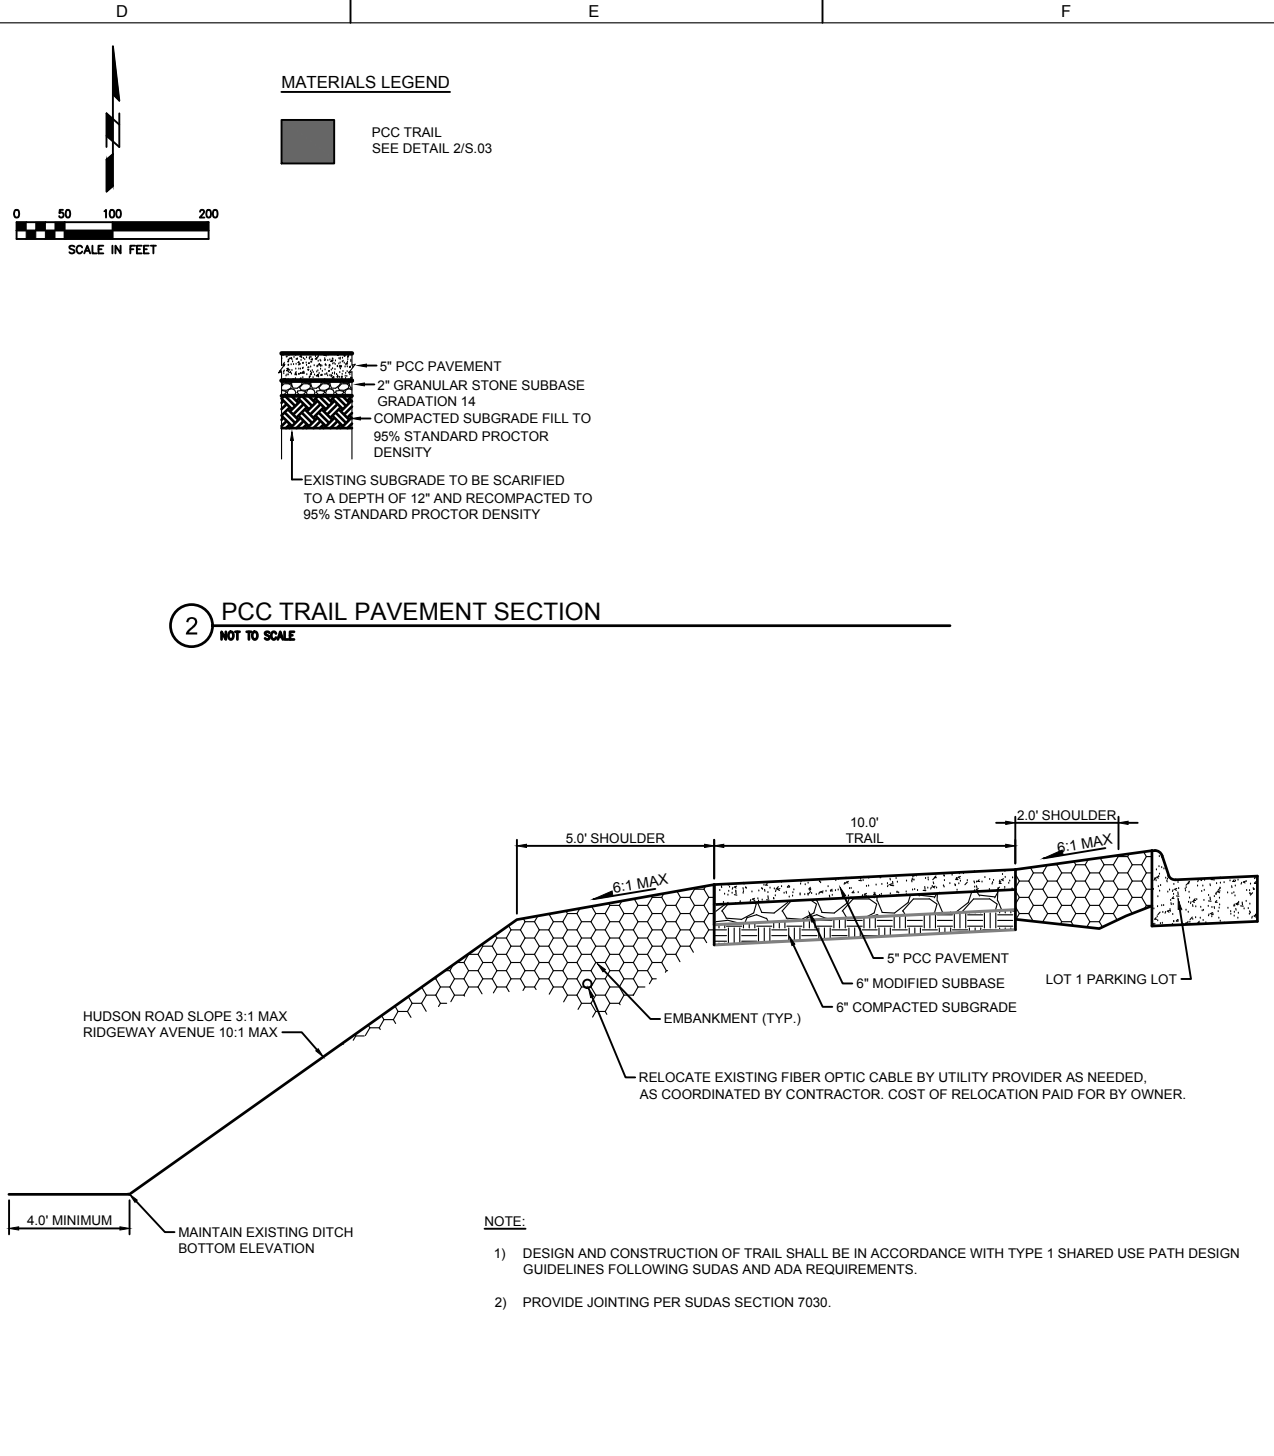 D
E
F
MATERIALS LEGEND
PCC TRAIL
SEE DETAIL 2/S.03
0 50 100 200
SCALE IN FEET
5" PCC PAVEMENT
2" GRANULAR STONE SUBBASE
GRADATION 14
COMPACTED SUBGRADE FILL TO
95% STANDARD PROCTOR
DENSITY
EXISTING SUBGRADE TO BE SCARIFIED
TO A DEPTH OF 12" AND RECOMPACTED TO
95% STANDARD PROCTOR DENSITY
2
PCC TRAIL PAVEMENT SECTION
NOT TO SCALE
5.0' SHOULDER
10.0'
TRAIL
2.0' SHOULDER
6:1 MAX
6:1 MAX
5" PCC PAVEMENT
6" MODIFIED SUBBASE
6" COMPACTED SUBGRADE
LOT 1 PARKING LOT
HUDSON ROAD SLOPE 3:1 MAX
RIDGEWAY AVENUE 10:1 MAX
EMBANKMENT (TYP.)
RELOCATE EXISTING FIBER OPTIC CABLE BY UTILITY PROVIDER AS NEEDED,
AS COORDINATED BY CONTRACTOR. COST OF RELOCATION PAID FOR BY OWNER.
4.0' MINIMUM
MAINTAIN EXISTING DITCH
BOTTOM ELEVATION
NOTE:
1) DESIGN AND CONSTRUCTION OF TRAIL SHALL BE IN ACCORDANCE WITH TYPE 1 SHARED USE PATH DESIGN
GUIDELINES FOLLOWING SUDAS AND ADA REQUIREMENTS.
2) PROVIDE JOINTING PER SUDAS SECTION 7030.